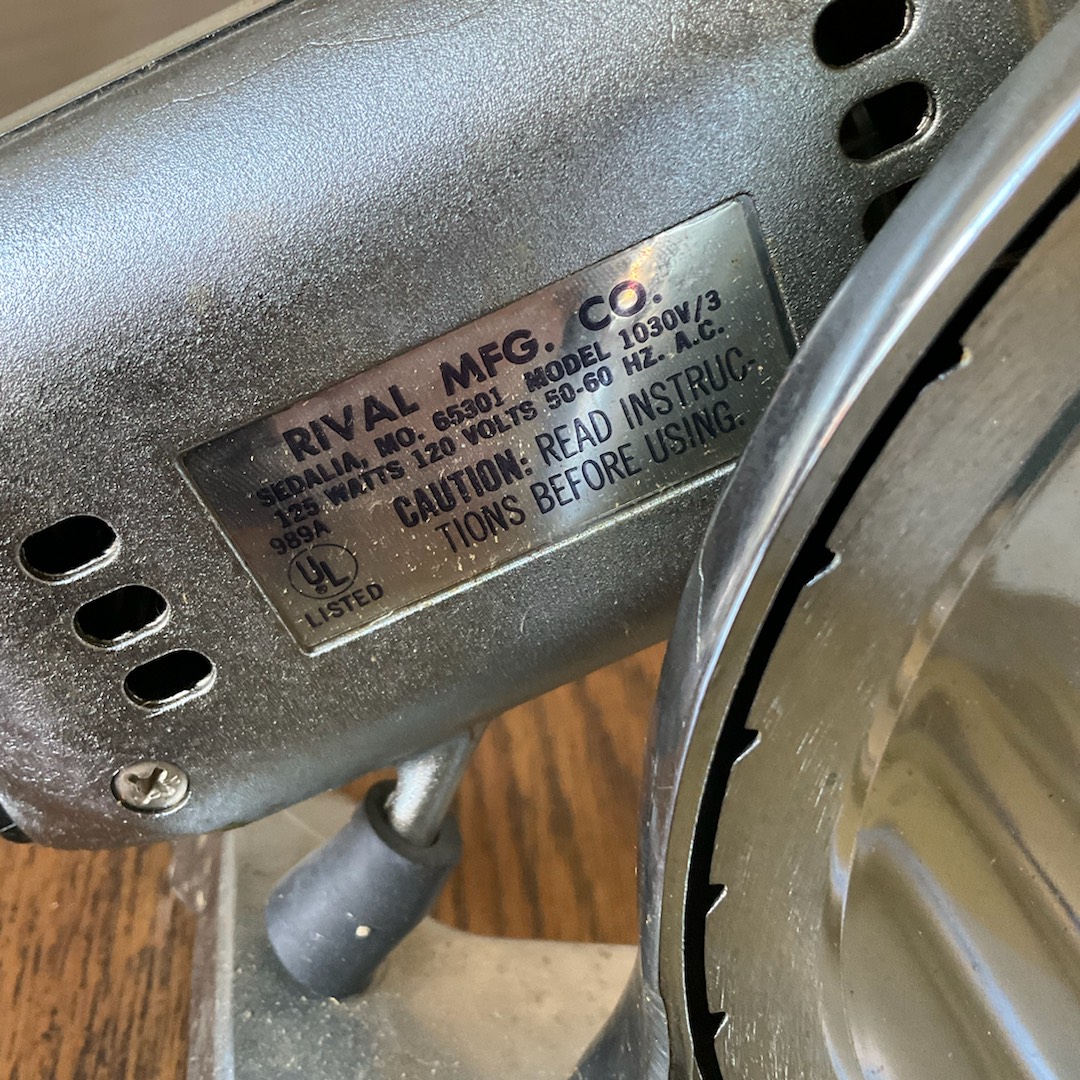 RIVAL MFG. CO.
SEDALIA, MO. 65301 MODEL 1030V/3
125 WATTS 120 VOLTS 50-60 HZ. A.C.
989A
CAUTION: READ INSTRUC-
TIONS BEFORE USING.
UL
®
LISTED